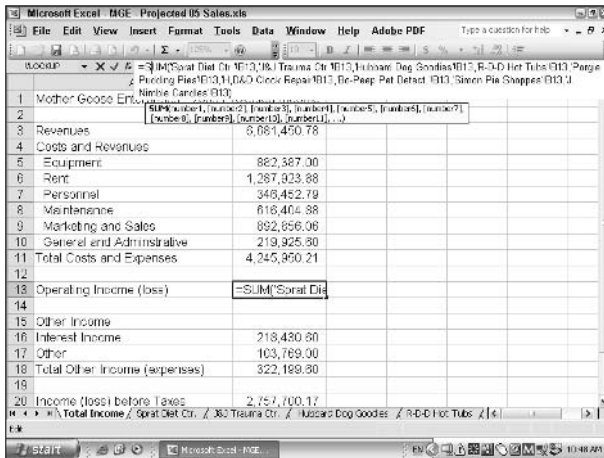 Microsoft Excel - MGE - Projected 05 Sales.xls
File Edit View Insert Format Tools Data Window Help Adobe PDF Type a question for help
=SUM('Sprat Diet Ctr'!B13,'J&J Trauma Ctr'!B13,'Hubbard Dog Goodies'!B13,'R-D-D Hot Tubs'!B13,'Porgie
Pudding Pies'!B13,'H,D&D Clock Repair'!B13,'Bo-Peep Pet Detect.'!B13,'Simon Pie Shoppes'!B13,'J
Nimble Candles'!B13)
1 Mother Goose
SUM(number1, [number2], [number3], [number4], [number5], [number6], [number7],
[number8], [number9], [number10], [number11], ...)
2
3 Revenues 6,681,450.78
4 Costs and Revenues
5 Equipment 882,387.00
6 Rent 1,287,923.88
7 Personnel 346,452.79
8 Maintenance 616,404.88
9 Marketing and Sales 892,856.06
10 General and Adminstrative 219,925.60
11 Total Costs and Expenses 4,245,950.21
12
13 Operating Income (loss) =SUM('Sprat Die
14
15 Other Income
16 Interest Income 218,430.60
17 Other 103,769.00
18 Total Other Income (expenses) 322,199.60
19
20 Income (loss) before Taxes 2,757,700.17
Total Income / Sprat Diet Ctr. / J&J Trauma Ctr. / Hubbard Dog Goodies / R-D-D Hot Tubs
Edit
start Microsoft Excel - MGE... EN 10:48 AM